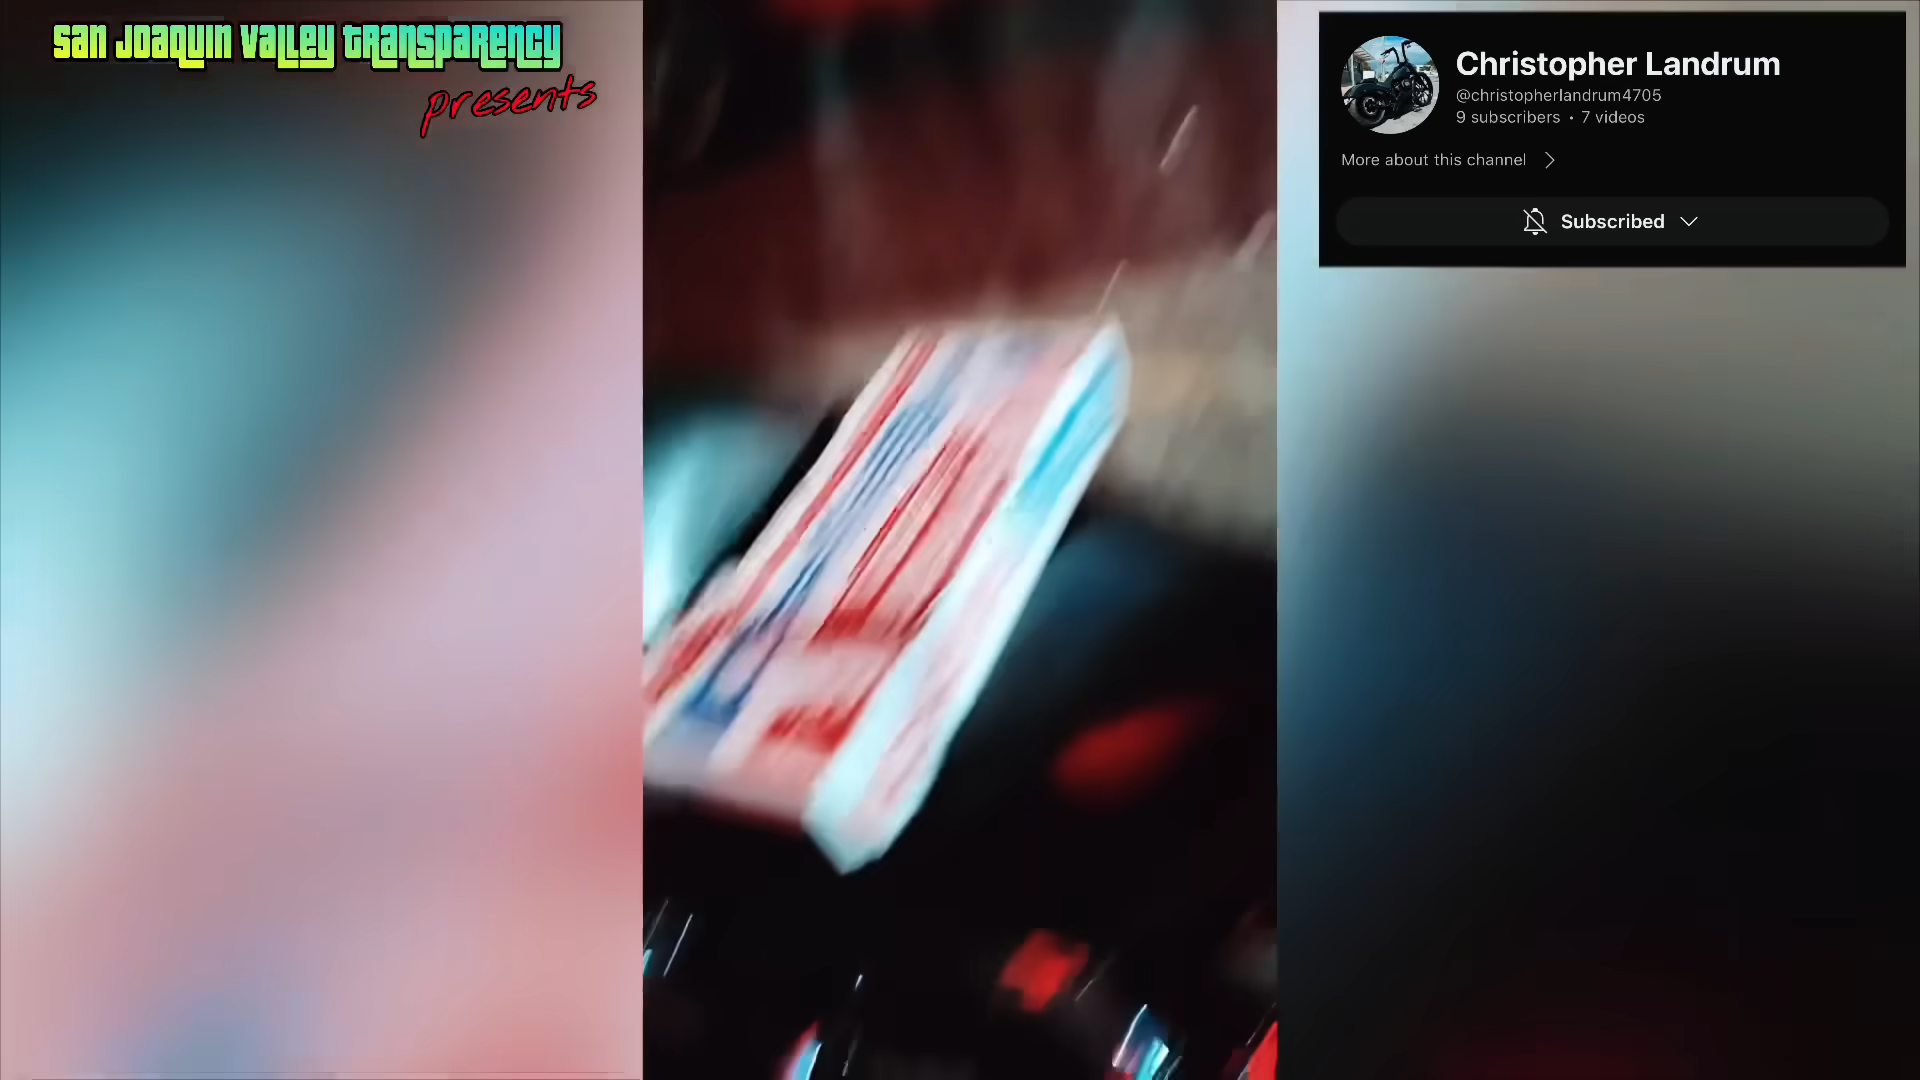 San Joaquin Valley Transparency
presents
Christopher Landrum
@christopherlandrum4705
9 subscribers • 7 videos
More about this channel
Subscribed